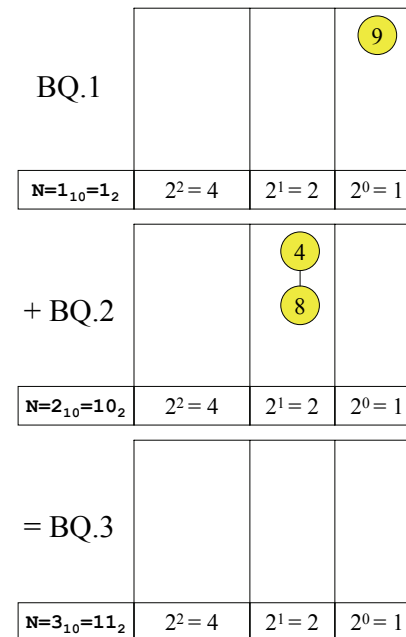 9
BQ.1
N=1₁₀=1₂ 2² = 4 2¹ = 2 2⁰ = 1
4
+ BQ.2
8
N=2₁₀=10₂ 2² = 4 2¹ = 2 2⁰ = 1
= BQ.3
N=3₁₀=11₂ 2² = 4 2¹ = 2 2⁰ = 1